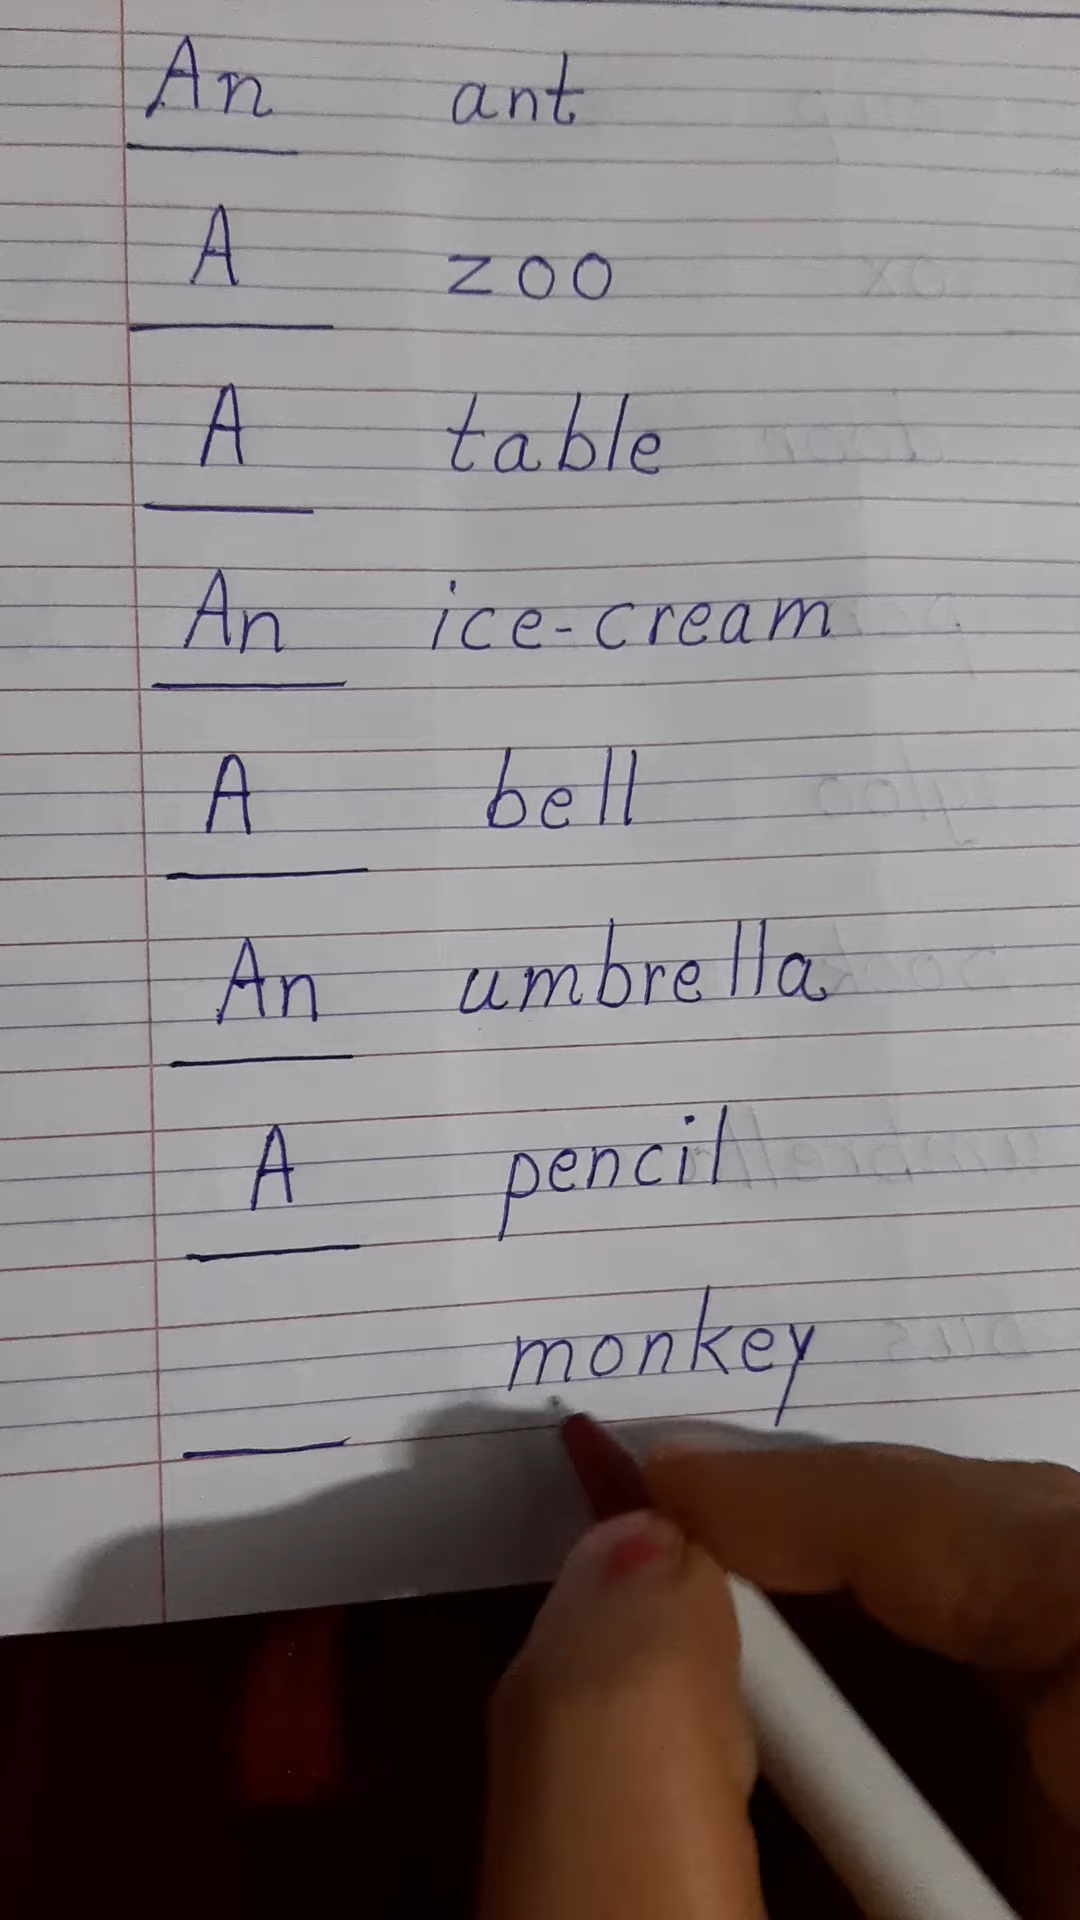 An ant
A zoo
A table
An ice-cream
A bell
An umbrella
A pencil
monkey